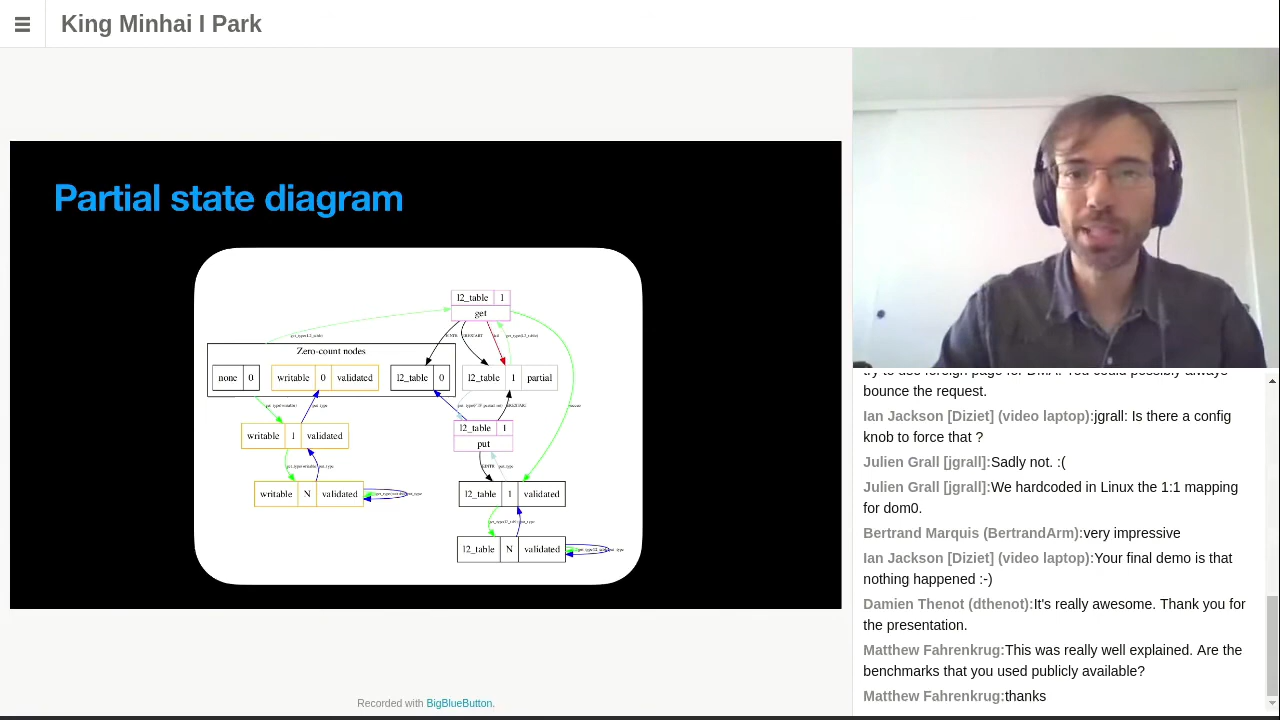 King Minhai I Park
Partial state diagram
l2_table 1
get
Zero-count nodes
none 0
writable 0 validated
l2_table 0
l2_table 1 partial
writable 1 validated
l2_table 1
put
writable N validated
l2_table 1 validated
l2_table N validated
Recorded with BigBlueButton.
bounce the request.
Ian Jackson [Diziet] (video laptop):jgrall: Is there a config
knob to force that ?
Julien Grall [jgrall]:Sadly not. :(
Julien Grall [jgrall]:We hardcoded in Linux the 1:1 mapping
for dom0.
Bertrand Marquis (BertrandArm):very impressive
Ian Jackson [Diziet] (video laptop):Your final demo is that
nothing happened :-)
Damien Thenot (dthenot):It's really awesome. Thank you for
the presentation.
Matthew Fahrenkrug:This was really well explained. Are the
benchmarks that you used publicly available?
Matthew Fahrenkrug:thanks